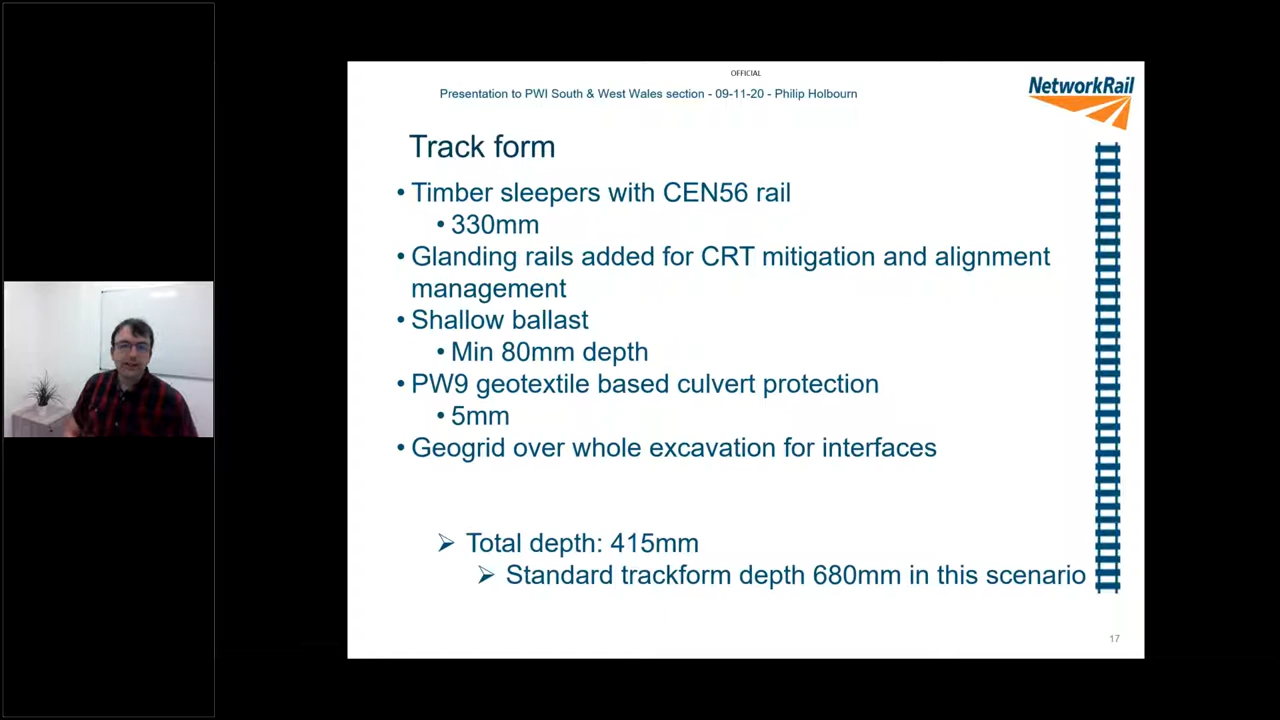 OFFICIAL
Presentation to PWI South & West Wales section - 09-11-20 - Philip Holbourn
NetworkRail
Track form
• Timber sleepers with CEN56 rail
• 330mm
• Glanding rails added for CRT mitigation and alignment
management
• Shallow ballast
• Min 80mm depth
• PW9 geotextile based culvert protection
• 5mm
• Geogrid over whole excavation for interfaces
➢ Total depth: 415mm
➢ Standard trackform depth 680mm in this scenario
17